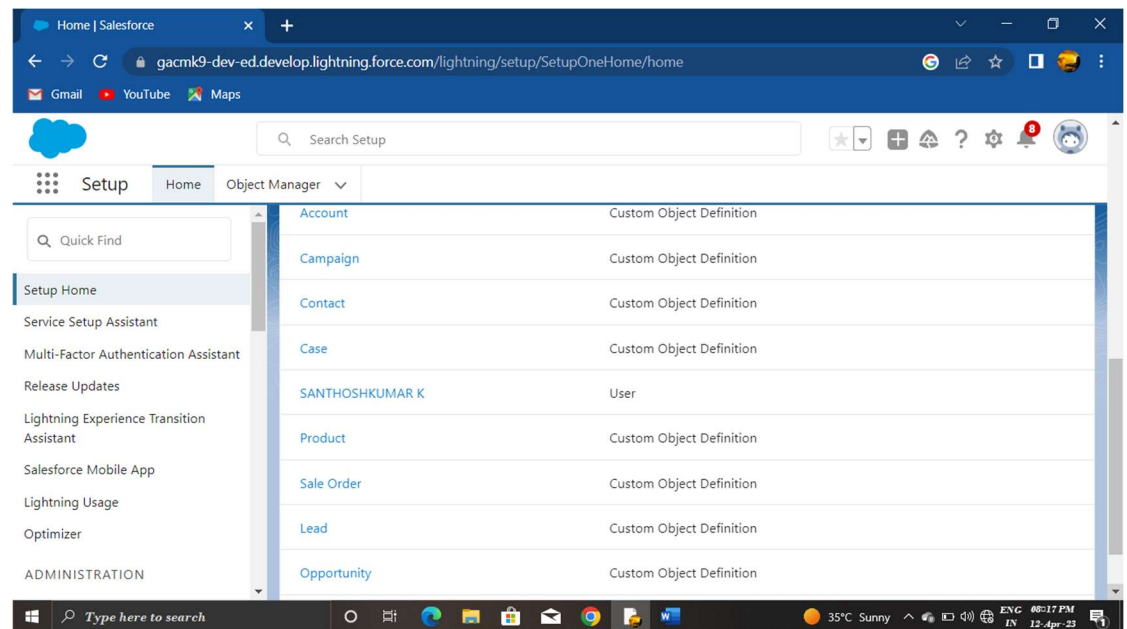 Home | Salesforce
gacmk9-dev-ed.develop.lightning.force.com/lightning/setup/SetupOneHome/home
Gmail YouTube Maps
Search Setup
8
Setup Home Object Manager
Quick Find
Setup Home
Service Setup Assistant
Multi-Factor Authentication Assistant
Release Updates
Lightning Experience Transition
Assistant
Salesforce Mobile App
Lightning Usage
Optimizer
ADMINISTRATION
Account Custom Object Definition
Campaign Custom Object Definition
Contact Custom Object Definition
Case Custom Object Definition
SANTHOSHKUMAR K User
Product Custom Object Definition
Sale Order Custom Object Definition
Lead Custom Object Definition
Opportunity Custom Object Definition
Type here to search
35°C Sunny
ENG 08:17 PM
IN 12-Apr-23
1